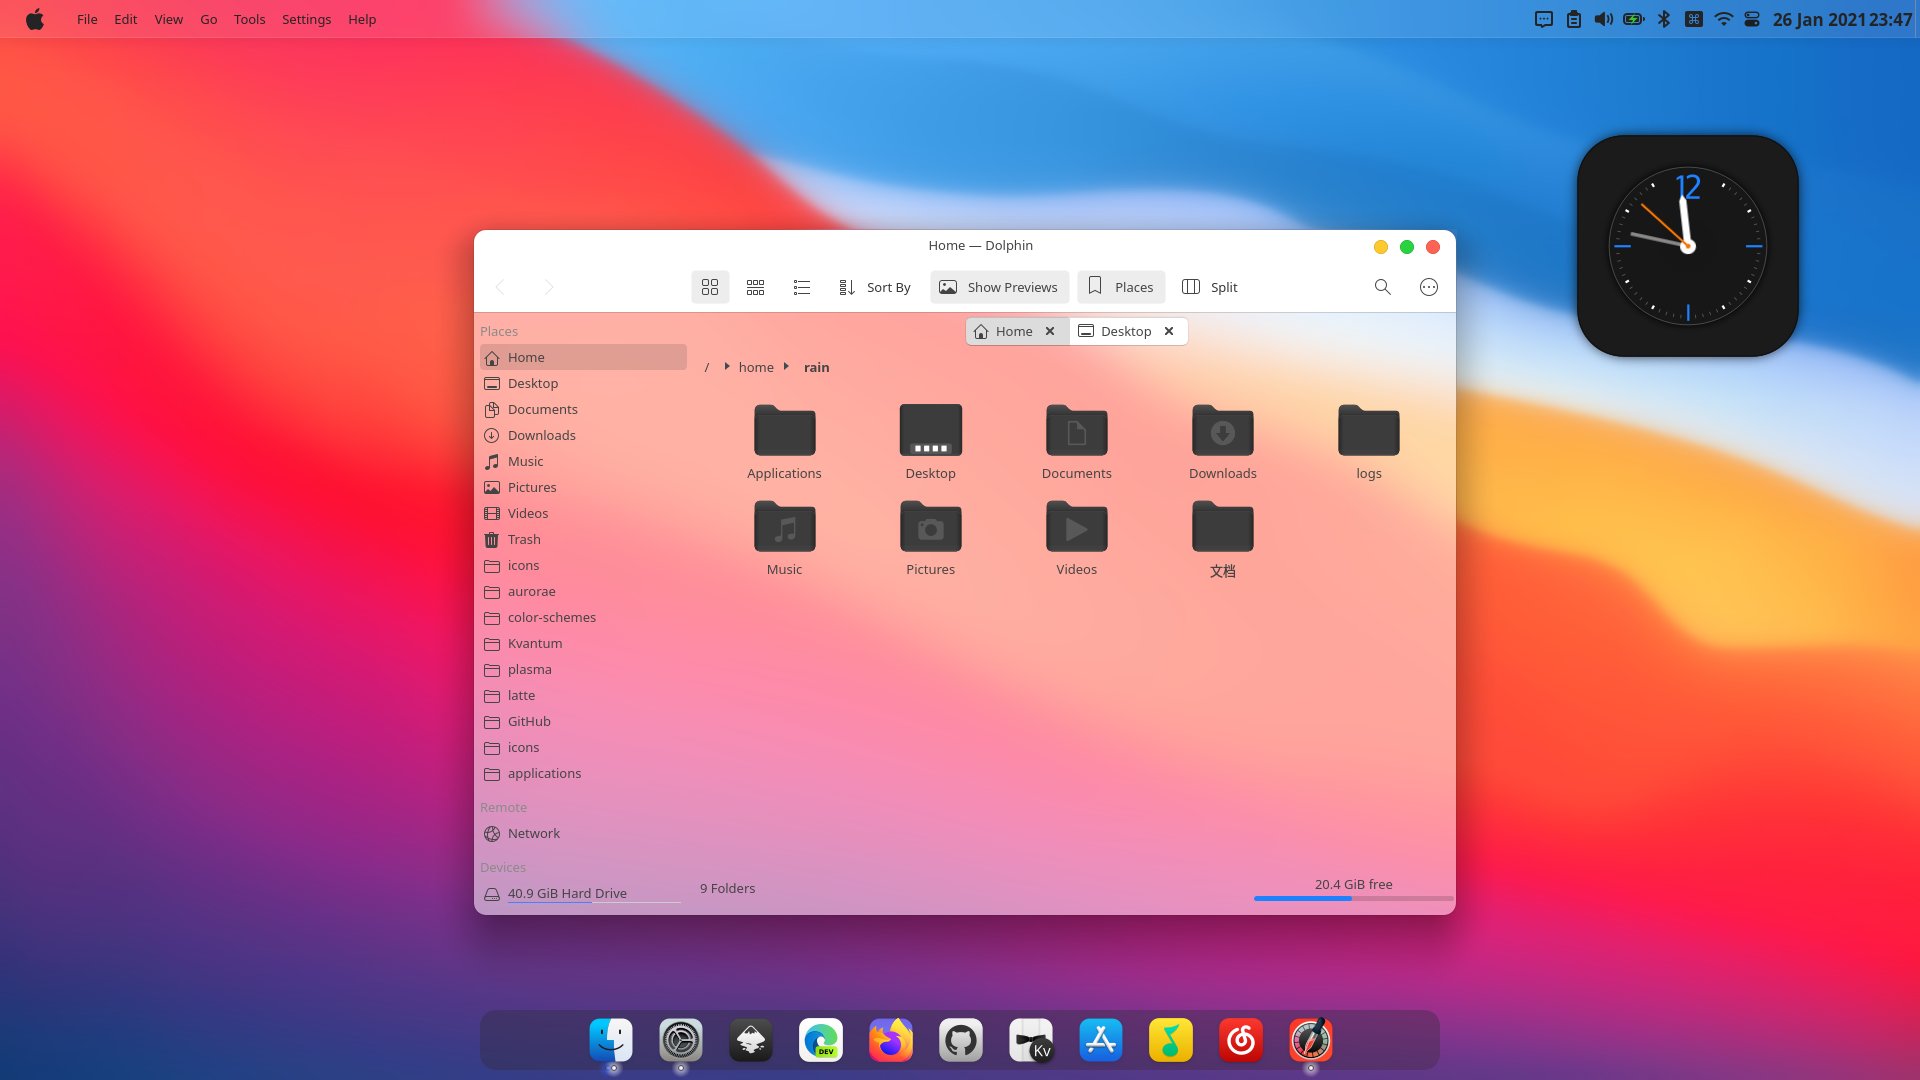 File Edit View Go Tools Settings Help
26 Jan 2021 23:47
12
Home — Dolphin
Sort By Show Previews Places Split
Places
Home Desktop
Home
/ home rain
Desktop
Documents
Downloads
Music
Pictures
Videos
Trash
icons
aurorae
color-schemes
Kvantum
plasma
latte
GitHub
icons
applications
Remote
Network
Devices
40.9 GiB Hard Drive
Applications Desktop Documents Downloads logs
Music Pictures Videos 文档
9 Folders
20.4 GiB free
DEV
Kv